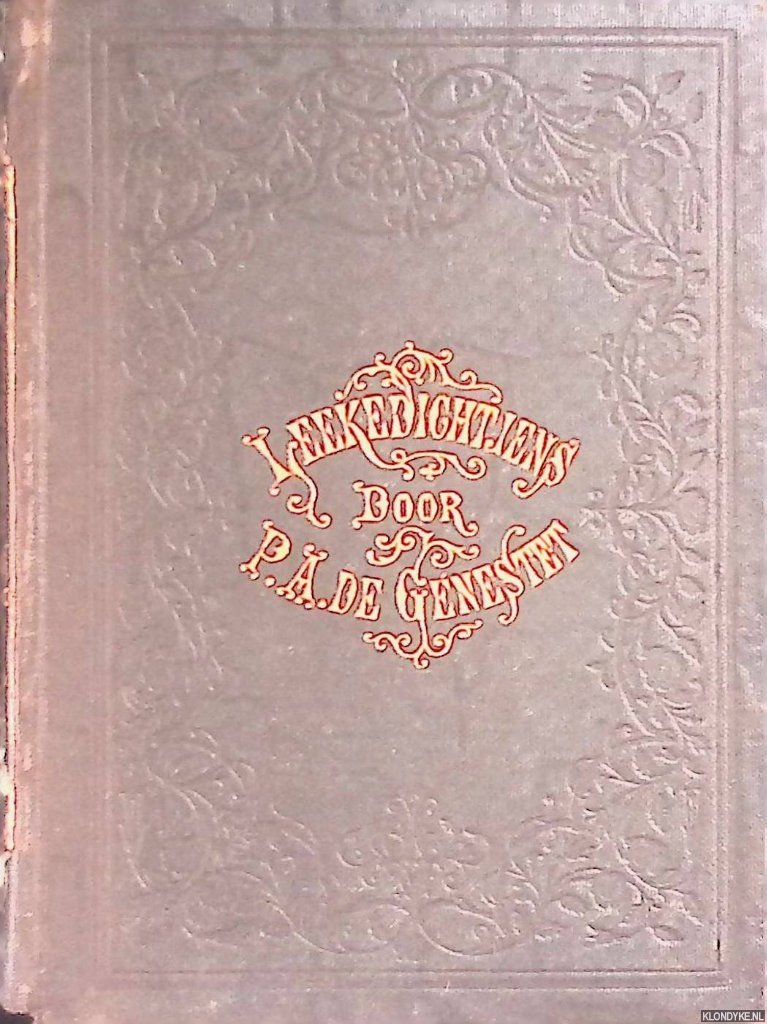 LEEKEDICHTJENS
DOOR
P. A. DE GENESTET
KLONDYKE.NL